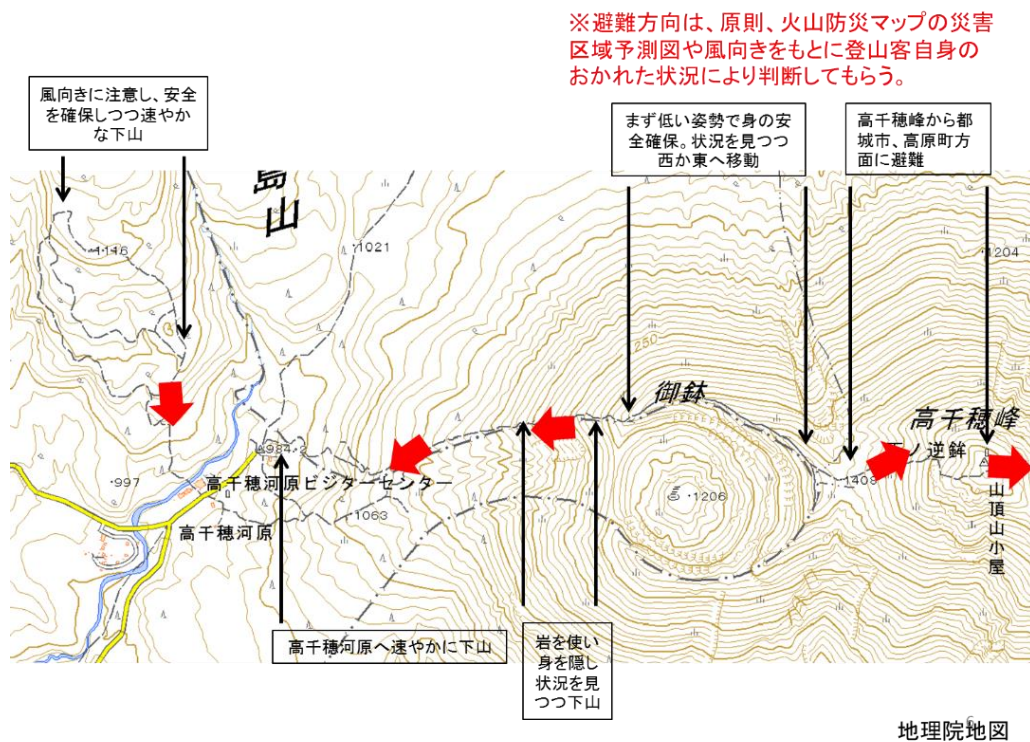 ※避難方向は、原則、火山防災マップの災害
区域予測図や風向きをもとに登山客自身の
おかれた状況により判断してもらう。
風向きに注意し、安全
を確保しつつ速やか
な下山
まず低い姿勢で身の安
全確保。状況を見つつ
西か東へ移動
高千穂峰から都
城市、高原町方
面に避難
島山
1116
1021
1204
250
御鉢
高千穂峰
ノ逆鉾
984.2
高千穂河原ビジターセンター
997
1063
1206
1408
高千穂河原
山頂山小屋
高千穂河原へ速やかに下山
岩を使い
身を隠し
状況を見
つつ下山
6
地理院地図